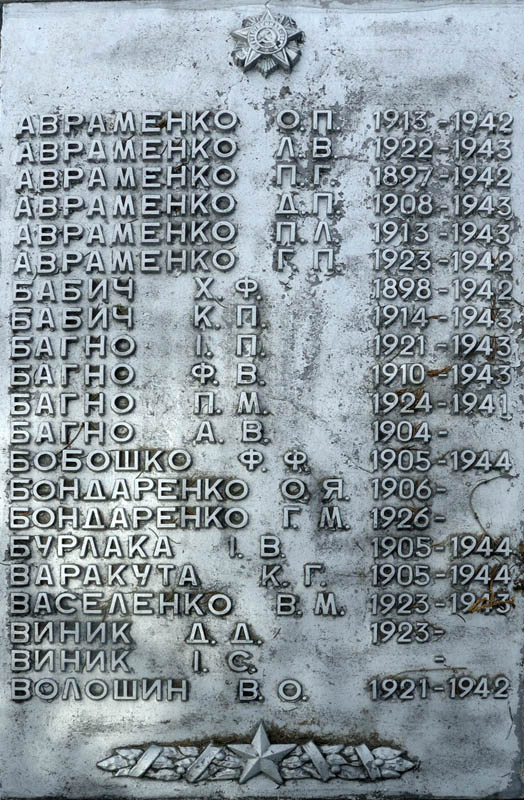 АВРАМЕНКО О.П. 1913-1942
АВРАМЕНКО Л.В. 1922-1943
АВРАМЕНКО П.Г. 1897-1942
АВРАМЕНКО Д.П. 1908-1943
АВРАМЕНКО П.Л. 1913-1943
АВРАМЕНКО Г.П. 1923-1942
БАБИЧ Х.Ф. 1898-1942
БАБИЧ К.П. 1914-1943
БАГНО І.П. 1921-1943
БАГНО Ф.В. 1910-1943
БАГНО П.М. 1924-1941
БАГНО А.В. 1904-
БОБОШКО Ф.Ф. 1905-1944
БОНДАРЕНКО О.Я. 1906-
БОНДАРЕНКО Г.М. 1926-
БУРЛАКА І.В. 1905-1944
ВАРАКУТА К.Г. 1905-1944
ВАСЕЛЕНКО В.М. 1923-1943
ВИНИК Д.Д. 1923-
ВИНИК І.С. -
ВОЛОШИН В.О. 1921-1942